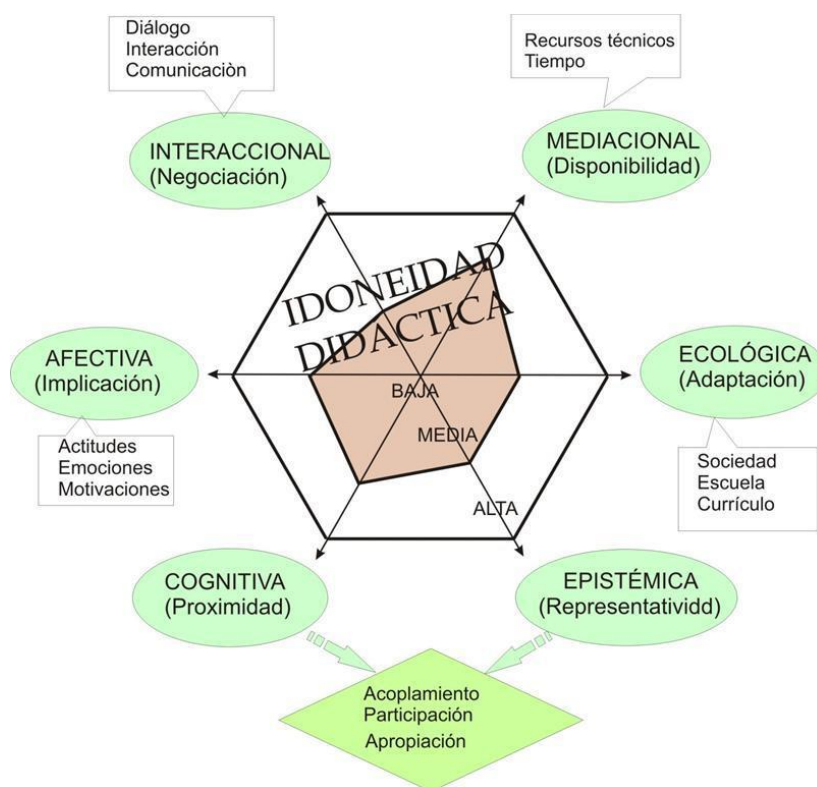 Diálogo
Interacción
Comunicaciòn
Recursos técnicos
Tiempo
INTERACCIONAL
(Negociación)
MEDIACIONAL
(Disponibilidad)
IDONEIDAD
DIDACTICA
AFECTIVA
(Implicación)
ECOLÓGICA
(Adaptación)
BAJA
MEDIA
ALTA
Actitudes
Emociones
Motivaciones
Sociedad
Escuela
Currículo
COGNITIVA
(Proximidad)
EPISTÉMICA
(Representatividd)
Acoplamiento
Participación
Apropiación